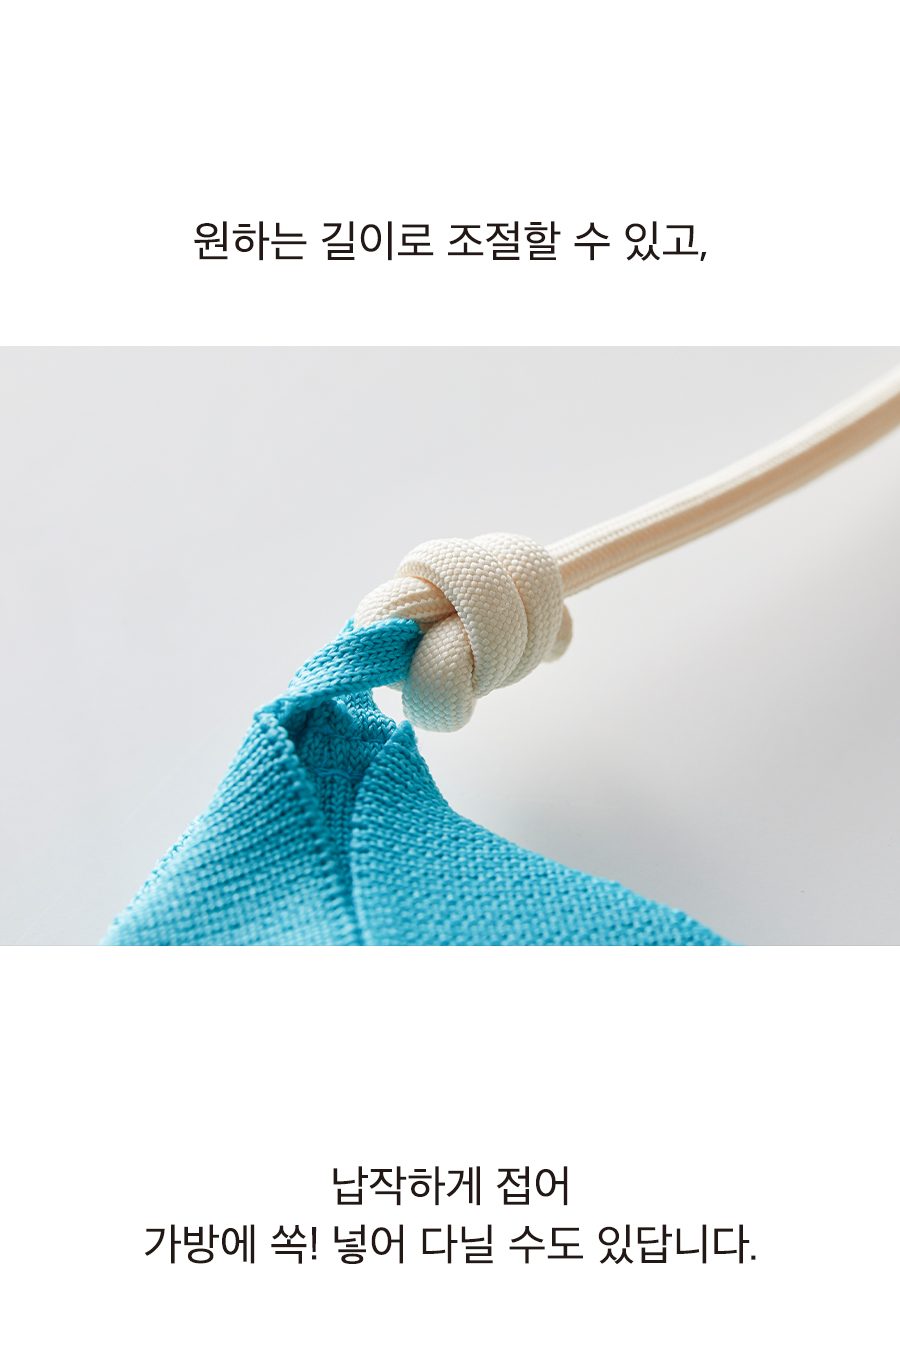 원하는 길이로 조절할 수 있고,
납작하게 접어
가방에 쏙! 넣어 다닐 수도 있답니다.